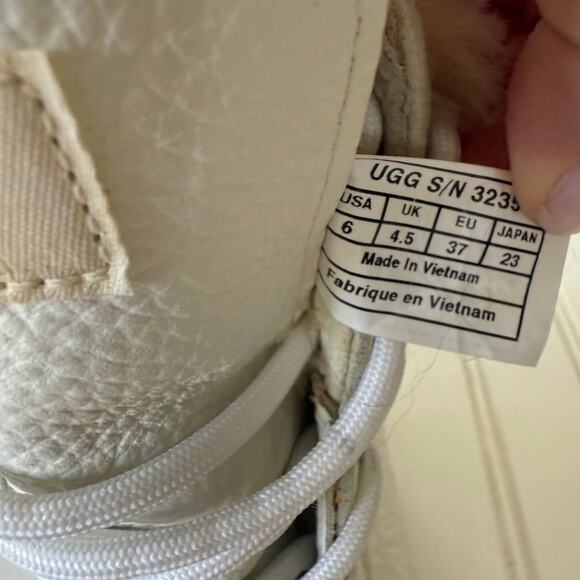 UGG S/N 3235
USA UK EU JAPAN
6 4.5 37 23
Made In Vietnam
Fabrique en Vietnam